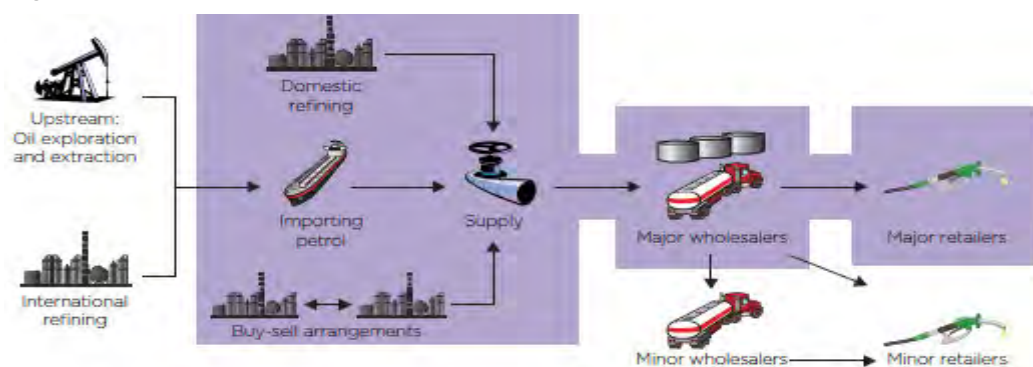 Upstream:
Oil exploration
and extraction
International
refining
Domestic
refining
Importing
petrol
Supply
Buy-sell arrangements
Major wholesalers
Major retailers
Minor wholesalers
Minor retailers